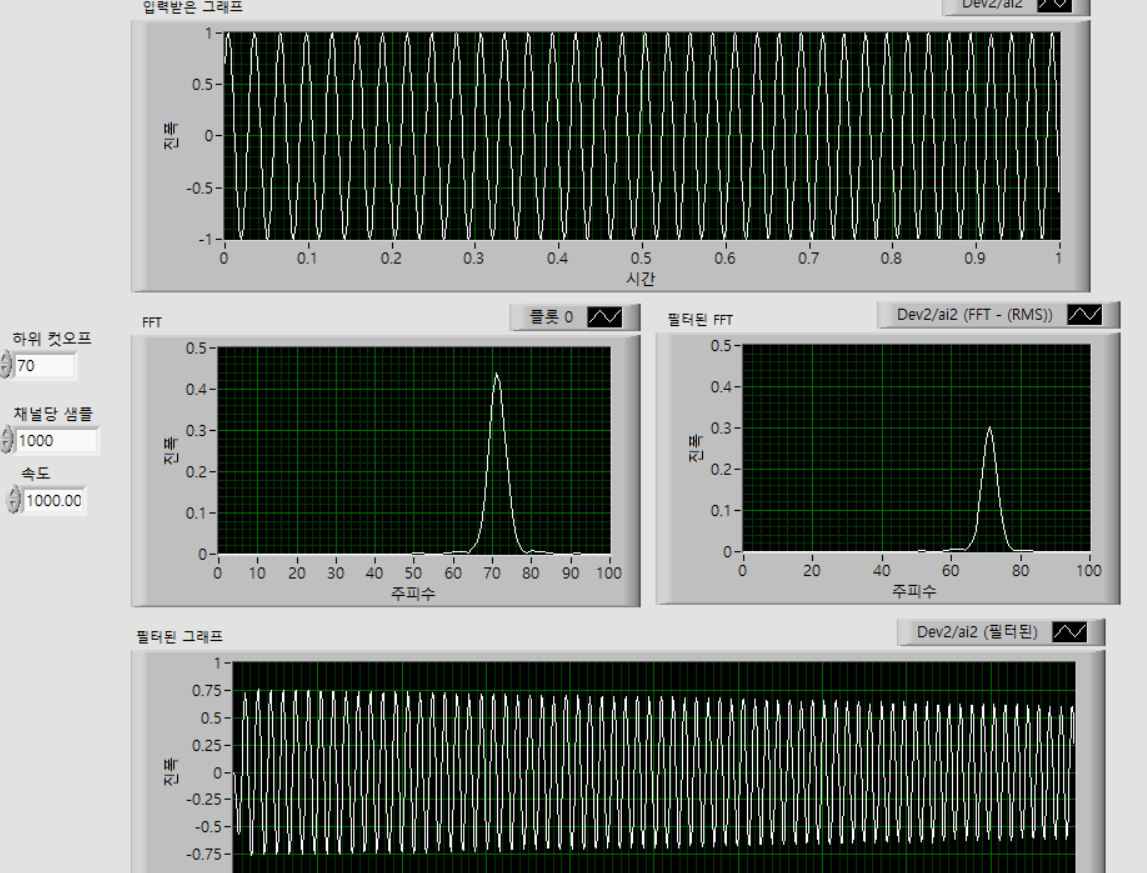 입력받은 그래프
Dev2/ai2
1
0.5
0
-0.5
-1
진폭
0 0.1 0.2 0.3 0.4 0.5 0.6 0.7 0.8 0.9 1
시간
하위 컷오프
70
채널당 샘플
1000
속도
1000.00
FFT
플롯 0
0.5
0.4
0.3
0.2
0.1
0
진폭
0 10 20 30 40 50 60 70 80 90 100
주피수
필터된 FFT
Dev2/ai2 (FFT - (RMS))
0.5
0.4
0.3
0.2
0.1
0
진폭
0 20 40 60 80 100
주피수
필터된 그래프
Dev2/ai2 (필터된)
1
0.75
0.5
0.25
0
-0.25
-0.5
-0.75
진폭